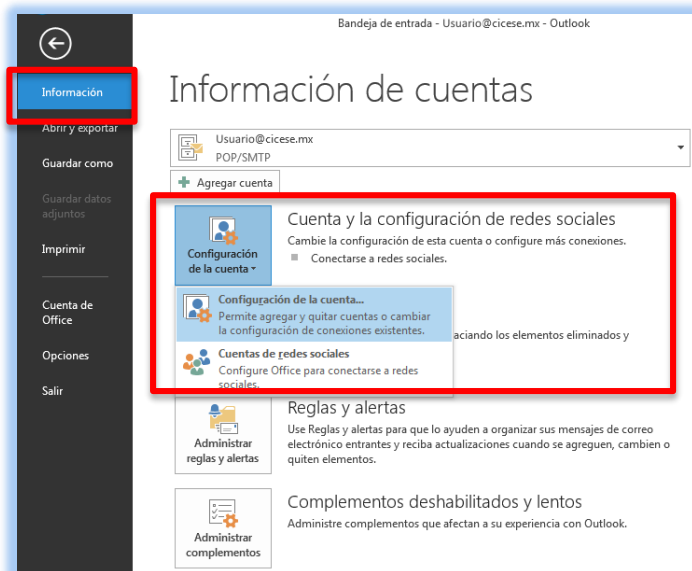 Bandeja de entrada - Usuario@cicese.mx - Outlook
Información
Abrir y exportar
Guardar como
Guardar datos
adjuntos
Imprimir
Cuenta de
Office
Opciones
Salir
Información de cuentas
Usuario@cicese.mx
POP/SMTP
Agregar cuenta
Configuración
de la cuenta
Cuenta y la configuración de redes sociales
Cambie la configuración de esta cuenta o configure más conexiones.
Conectarse a redes sociales.
Configuración de la cuenta...
Permite agregar y quitar cuentas o cambiar
la configuración de conexiones existentes.
aciando los elementos eliminados y
Cuentas de redes sociales
Configure Office para conectarse a redes
sociales.
Administrar
reglas y alertas
Reglas y alertas
Use Reglas y alertas para que lo ayuden a organizar sus mensajes de correo
electrónico entrantes y reciba actualizaciones cuando se agreguen, cambien o
quiten elementos.
Administrar
complementos
Complementos deshabilitados y lentos
Administre complementos que afectan a su experiencia con Outlook.